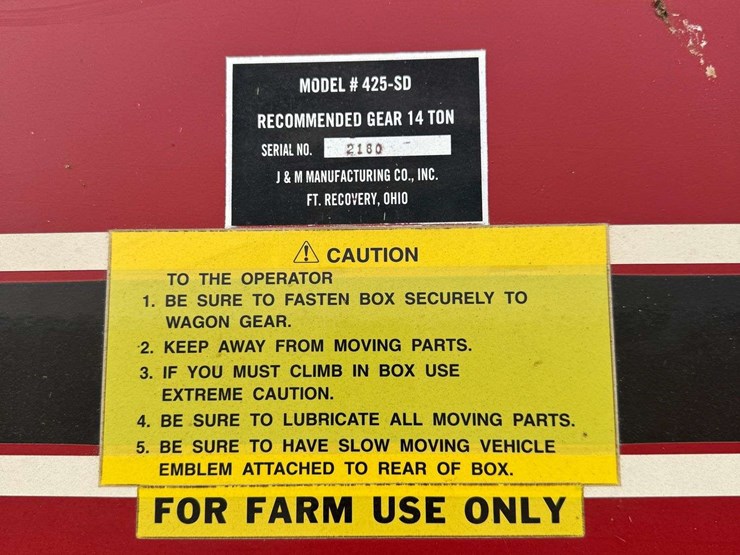 MODEL # 425-SD
RECOMMENDED GEAR 14 TON
SERIAL NO. 2180
J & M MANUFACTURING CO., INC.
FT. RECOVERY, OHIO
⚠ CAUTION
TO THE OPERATOR
1. BE SURE TO FASTEN BOX SECURELY TO
WAGON GEAR.
2. KEEP AWAY FROM MOVING PARTS.
3. IF YOU MUST CLIMB IN BOX USE
EXTREME CAUTION.
4. BE SURE TO LUBRICATE ALL MOVING PARTS.
5. BE SURE TO HAVE SLOW MOVING VEHICLE
EMBLEM ATTACHED TO REAR OF BOX.
FOR FARM USE ONLY